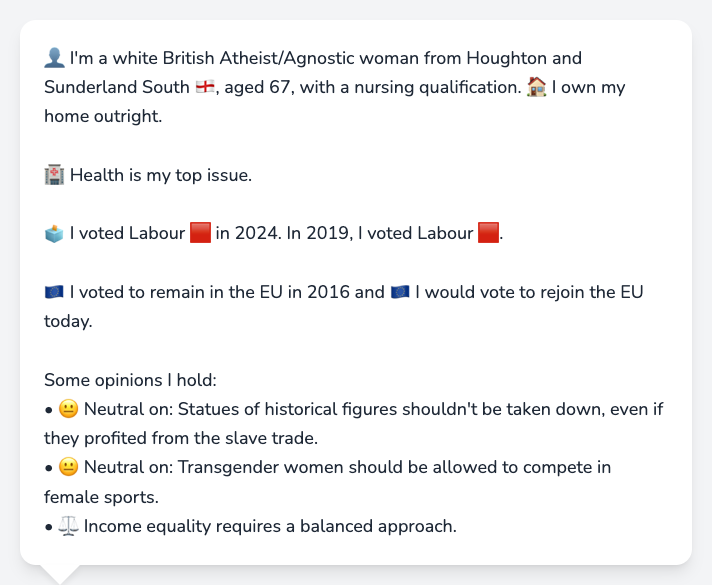 👤 I'm a white British Atheist/Agnostic woman from Houghton and
Sunderland South 🏴󠁧󠁢󠁥󠁮󠁧󠁿, aged 67, with a nursing qualification. 🏠 I own my
home outright.
🏥 Health is my top issue.
🗳️ I voted Labour 🟥 in 2024. In 2019, I voted Labour 🟥.
🇪🇺 I voted to remain in the EU in 2016 and 🇪🇺 I would vote to rejoin the EU
today.
Some opinions I hold:
• 😐 Neutral on: Statues of historical figures shouldn't be taken down, even if
they profited from the slave trade.
• 😐 Neutral on: Transgender women should be allowed to compete in
female sports.
• ⚖️ Income equality requires a balanced approach.